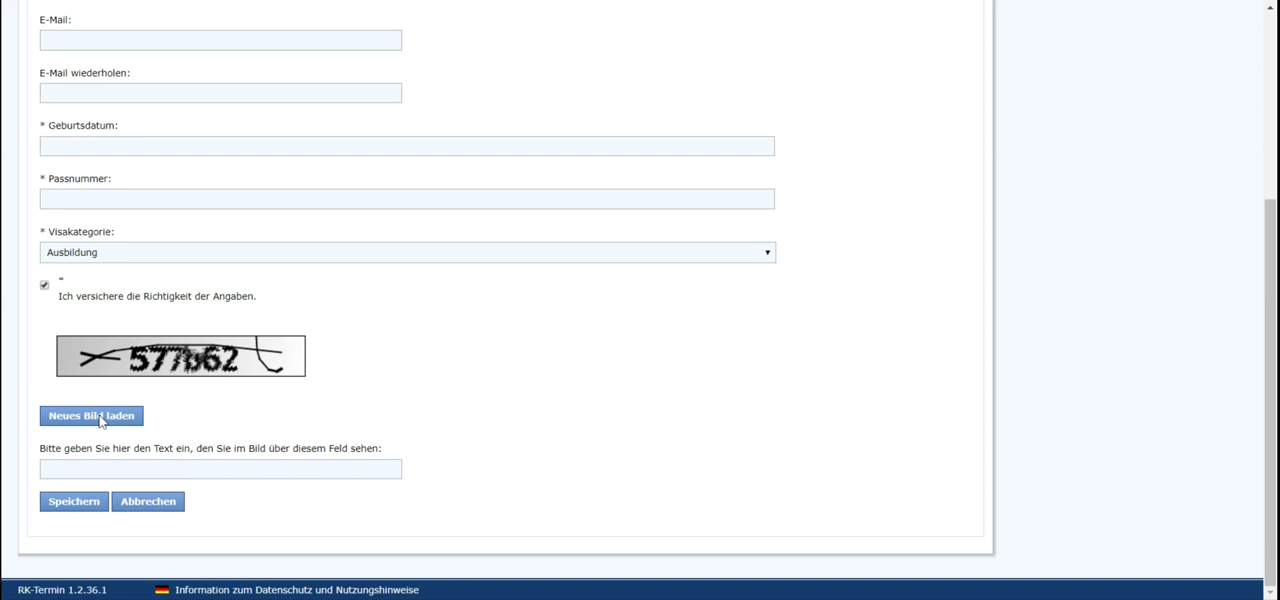 E-Mail:
E-Mail wiederholen:
* Geburtsdatum:
* Passnummer:
* Visakategorie:
Ausbildung
*
Ich versichere die Richtigkeit der Angaben.
Neues Bild laden
Bitte geben Sie hier den Text ein, den Sie im Bild über diesem Feld sehen:
Speichern Abbrechen
RK-Termin 1.2.36.1 Information zum Datenschutz und Nutzungshinweise